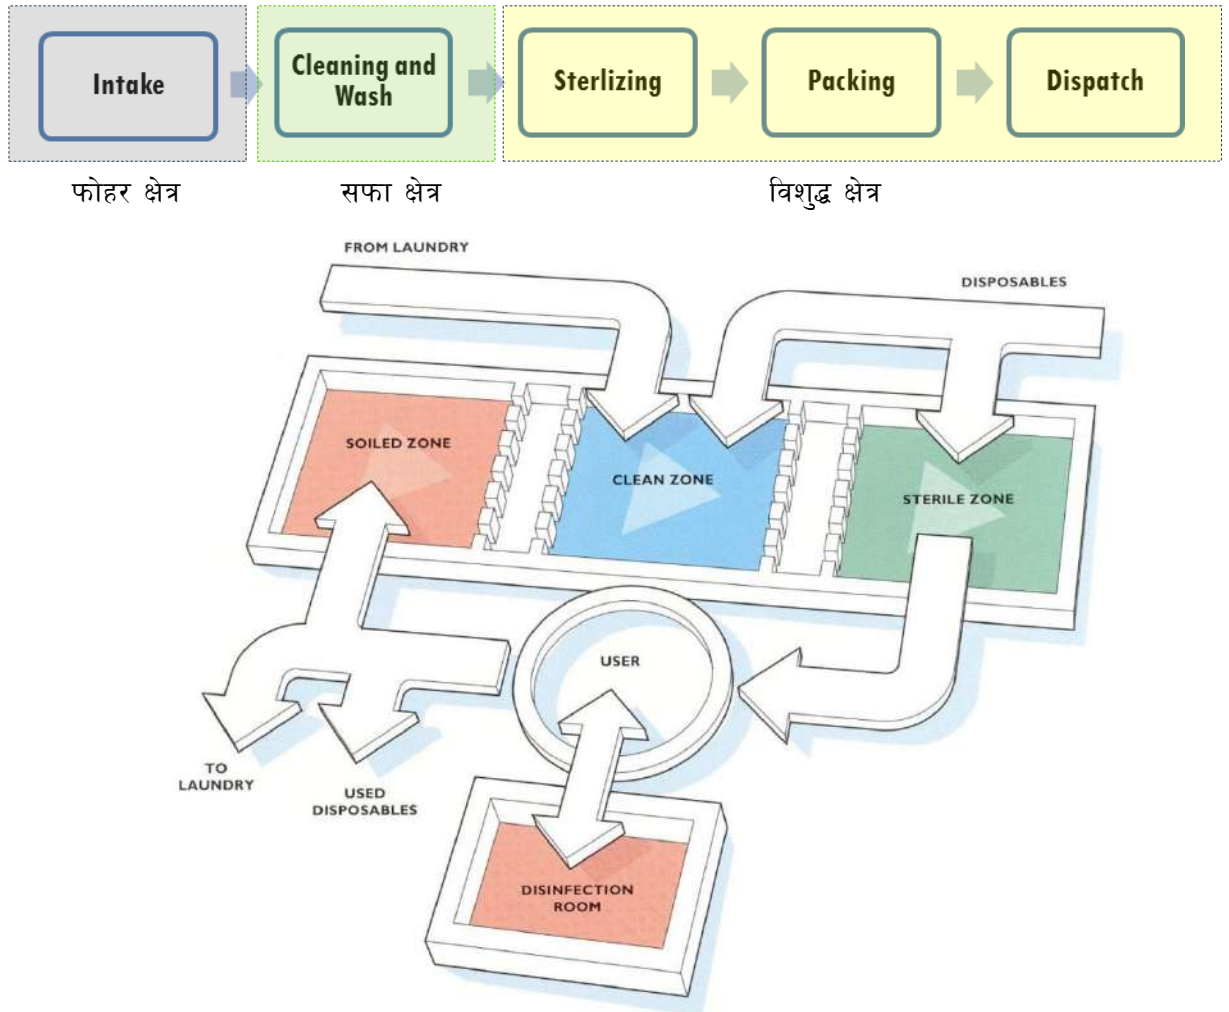 Intake
Cleaning and
Wash
Sterlizing
Packing
Dispatch
फोहर क्षेत्र
सफा क्षेत्र
विशुद्ध क्षेत्र
FROM LAUNDRY
DISPOSABLES
SOILED ZONE
CLEAN ZONE
STERILE ZONE
USER
TO
LAUNDRY
USED
DISPOSABLES
DISINFECTION
ROOM